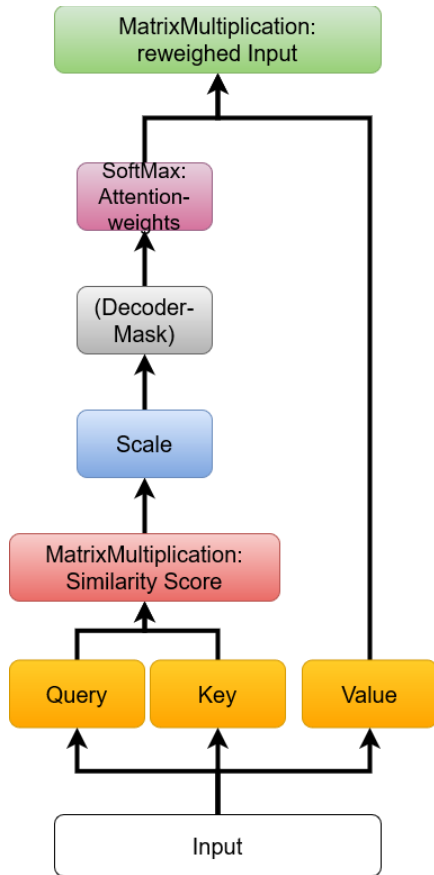 MatrixMultiplication:
reweighed Input
SoftMax:
Attention-
weights
(Decoder-
Mask)
Scale
MatrixMultiplication:
Similarity Score
Query
Key
Value
Input